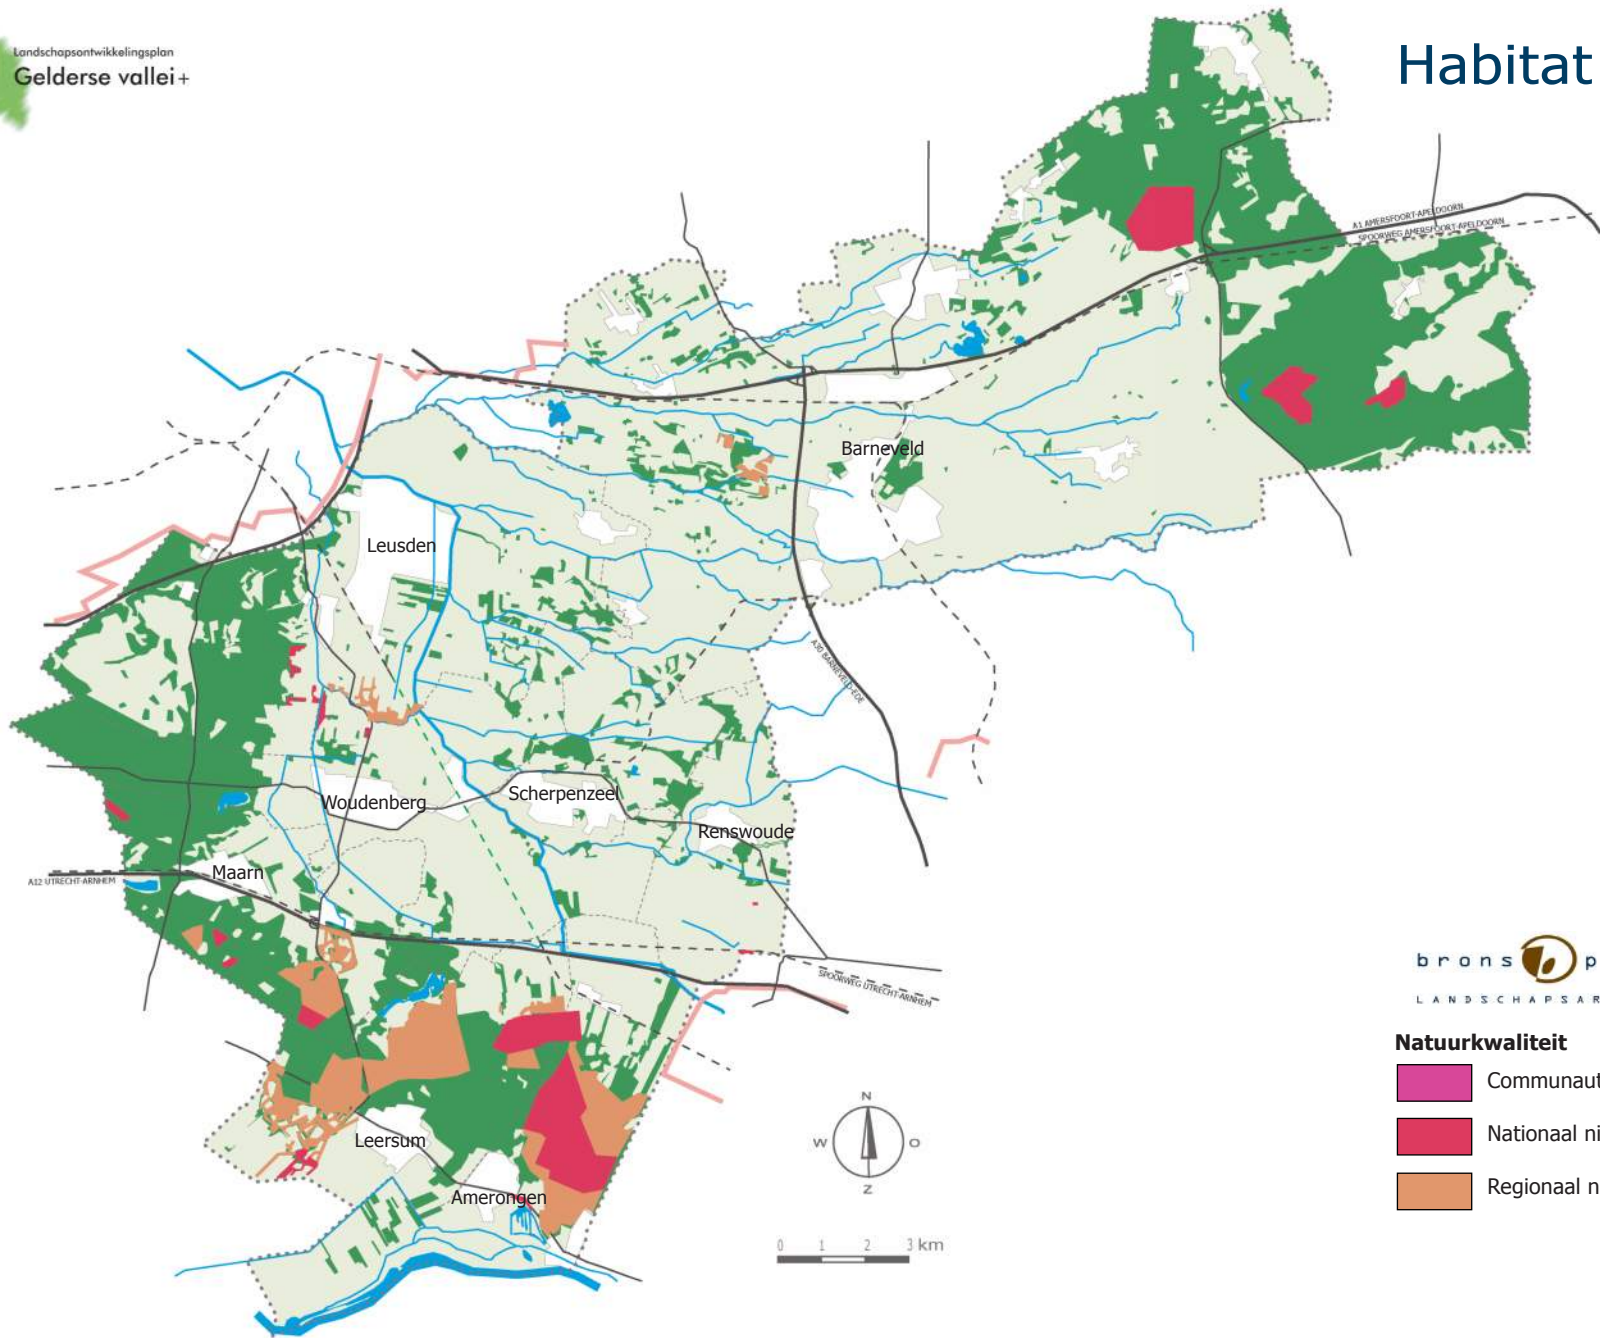 Landschapsontwikkelingsplan
Gelderse vallei+
Habitat
A1 AMERSFOORT-APELDOORN
SPOORWEG AMERSFOORT-APELDOORN
Barneveld
Leusden
A30 BARNEVELD-EDE
Woudenberg
Scherpenzeel
Renswoude
Maarn
A12 UTRECHT-ARNHEM
SPOORWEG UTRECHT-ARNHEM
Leersum
Amerongen
N
W O
Z
0 1 2 3 km
brons p
LANDSCHAPSAR
Natuurkwaliteit
Communaut
Nationaal ni
Regionaal n